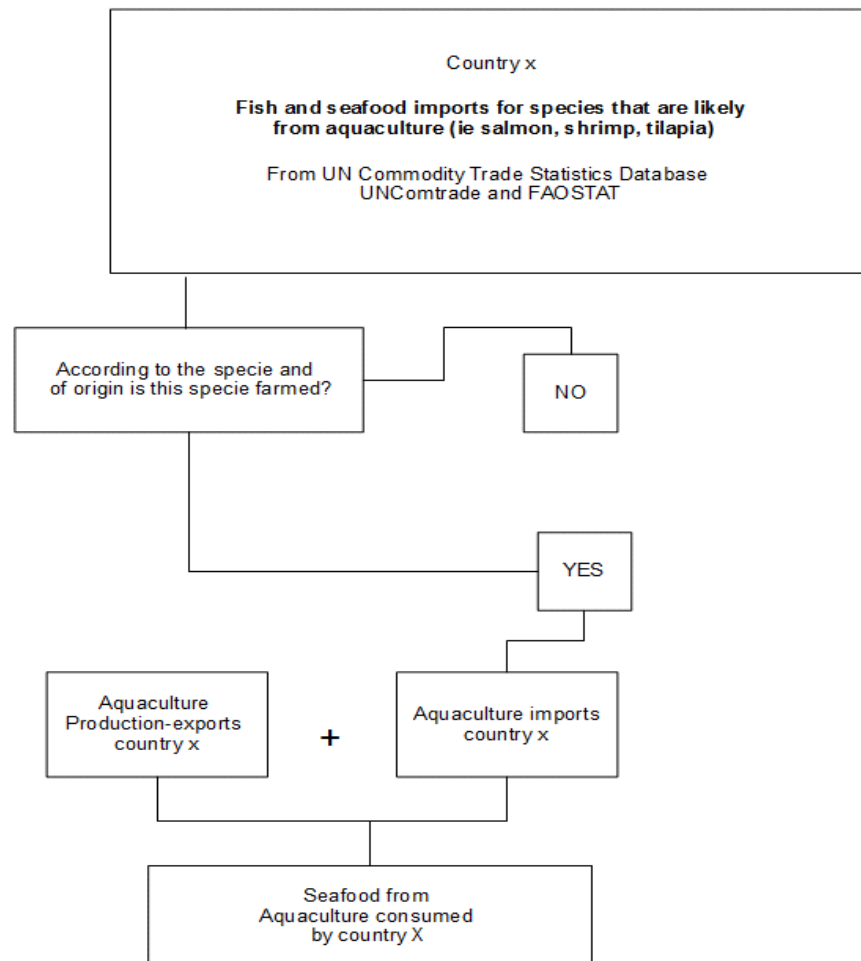 Country x
Fish and seafood imports for species that are likely
from aquaculture (ie salmon, shrimp, tilapia)
From UN Commodity Trade Statistics Database
UNComtrade and FAOSTAT
According to the specie and
of origin is this specie farmed?
NO
YES
Aquaculture
Production-exports
country x
+
Aquaculture imports
country x
Seafood from
Aquaculture consumed
by country X